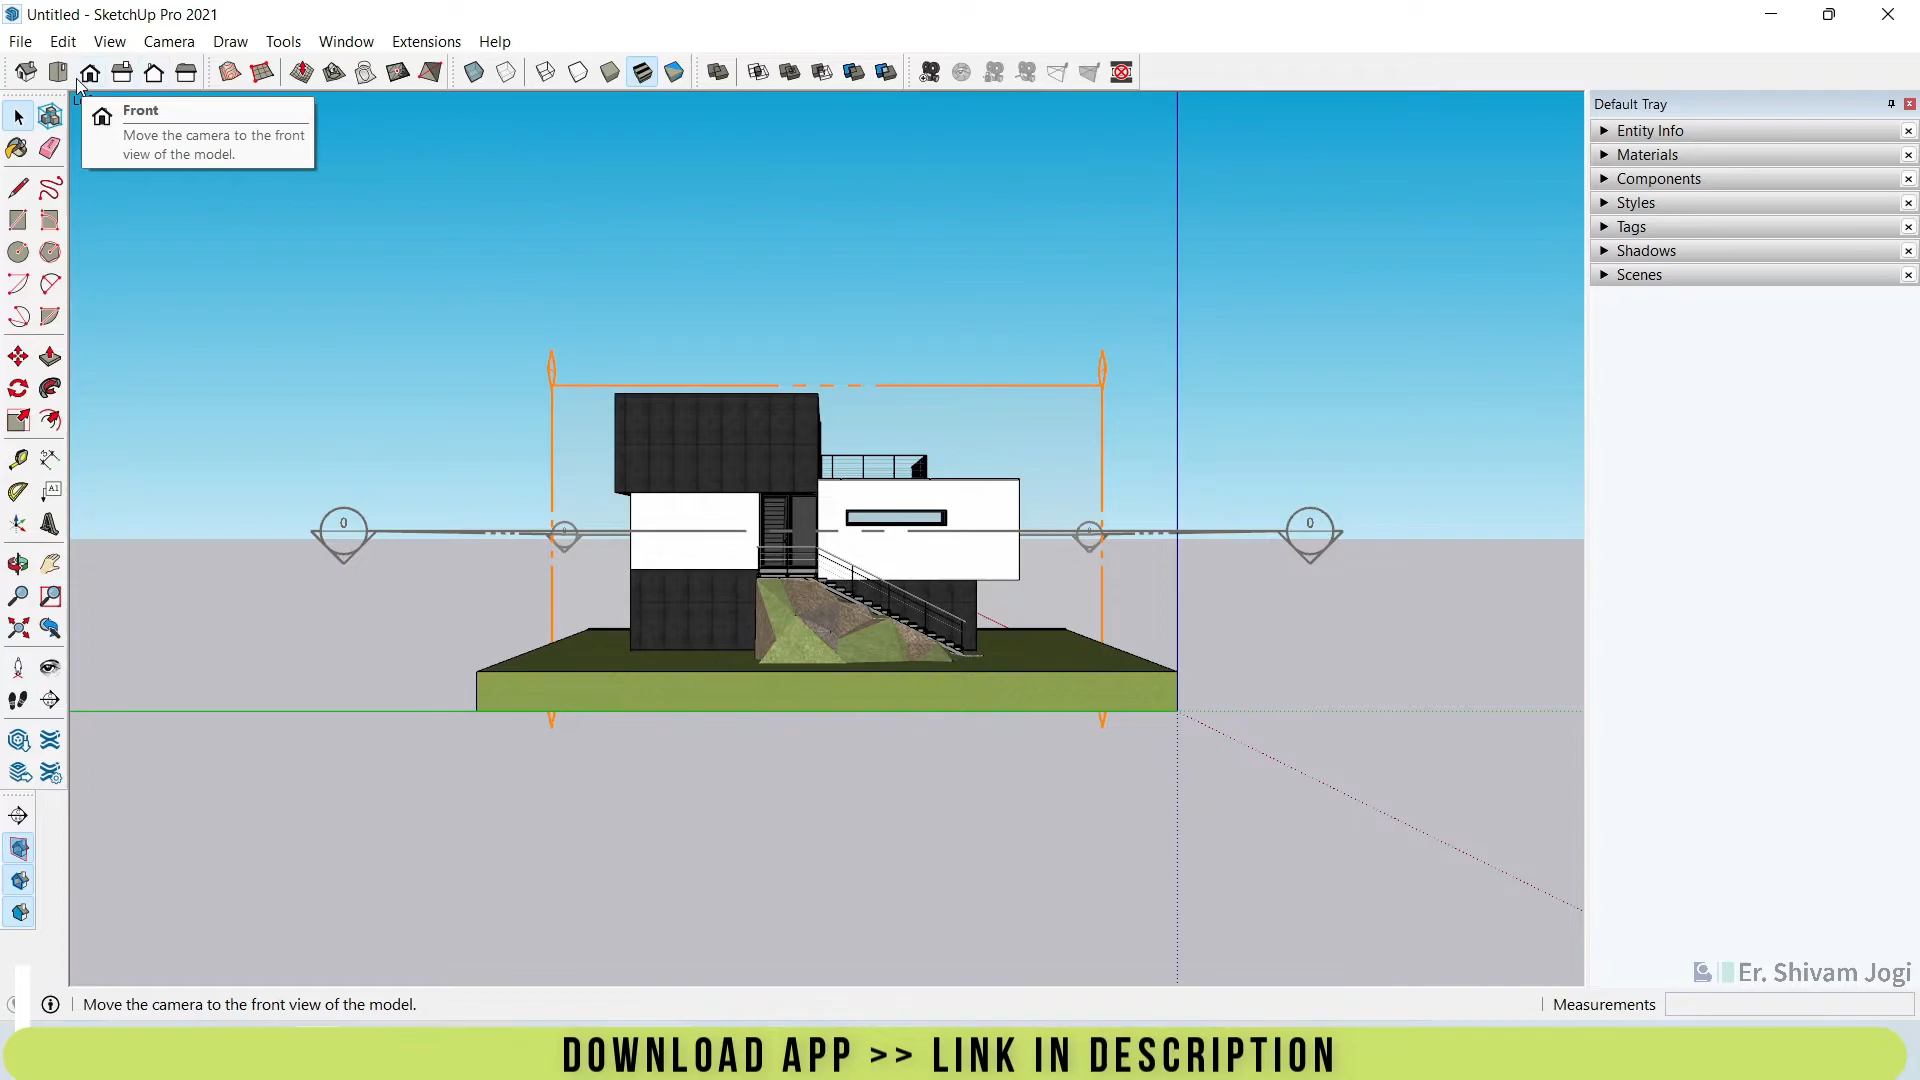 Untitled - SketchUp Pro 2021
File Edit View Camera Draw Tools Window Extensions Help
Front
Move the camera to the front
view of the model.
Default Tray
Entity Info
Materials
Components
Styles
Tags
Shadows
Scenes
A1
0
0
Er. Shivam Jogi
Move the camera to the front view of the model.
Measurements
DOWNLOAD APP >> LINK IN DESCRIPTION